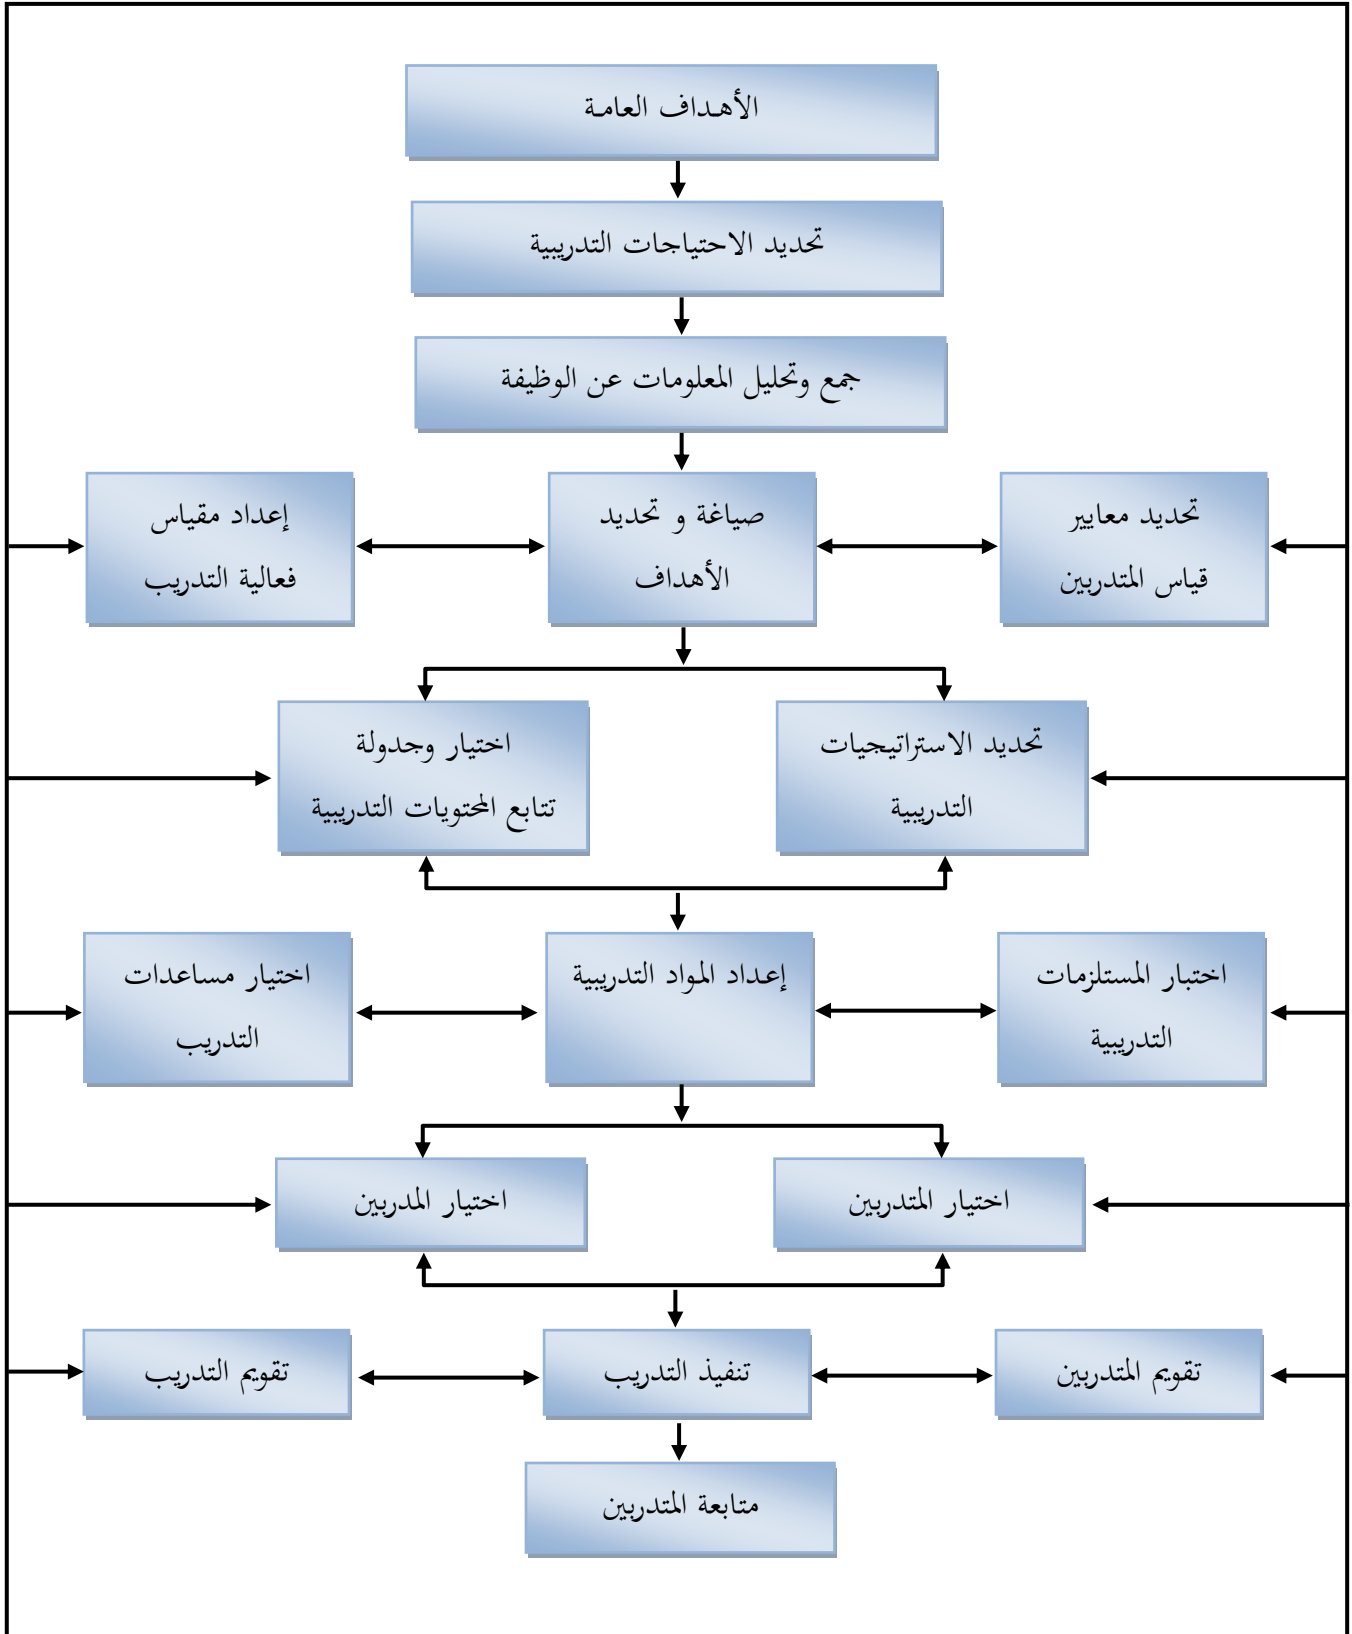 الأهداف العامة
تحديد الاحتياجات التدريبية
جمع وتحليل المعلومات عن الوظيفة
تحديد معايير
قياس المتدربين
صياغة و تحديد
الأهداف
إعداد مقياس
فعالية التدريب
تحديد الاستراتيجيات
التدريبية
اختيار وجدولة
تتابع المحتويات التدريبية
اختبار المستلزمات
التدريبية
إعداد المواد التدريبية
اختيار مساعدات
التدريب
اختيار المتدربين
اختيار المدربين
تقويم المتدربين
تنفيذ التدريب
تقويم التدريب
متابعة المتدربين